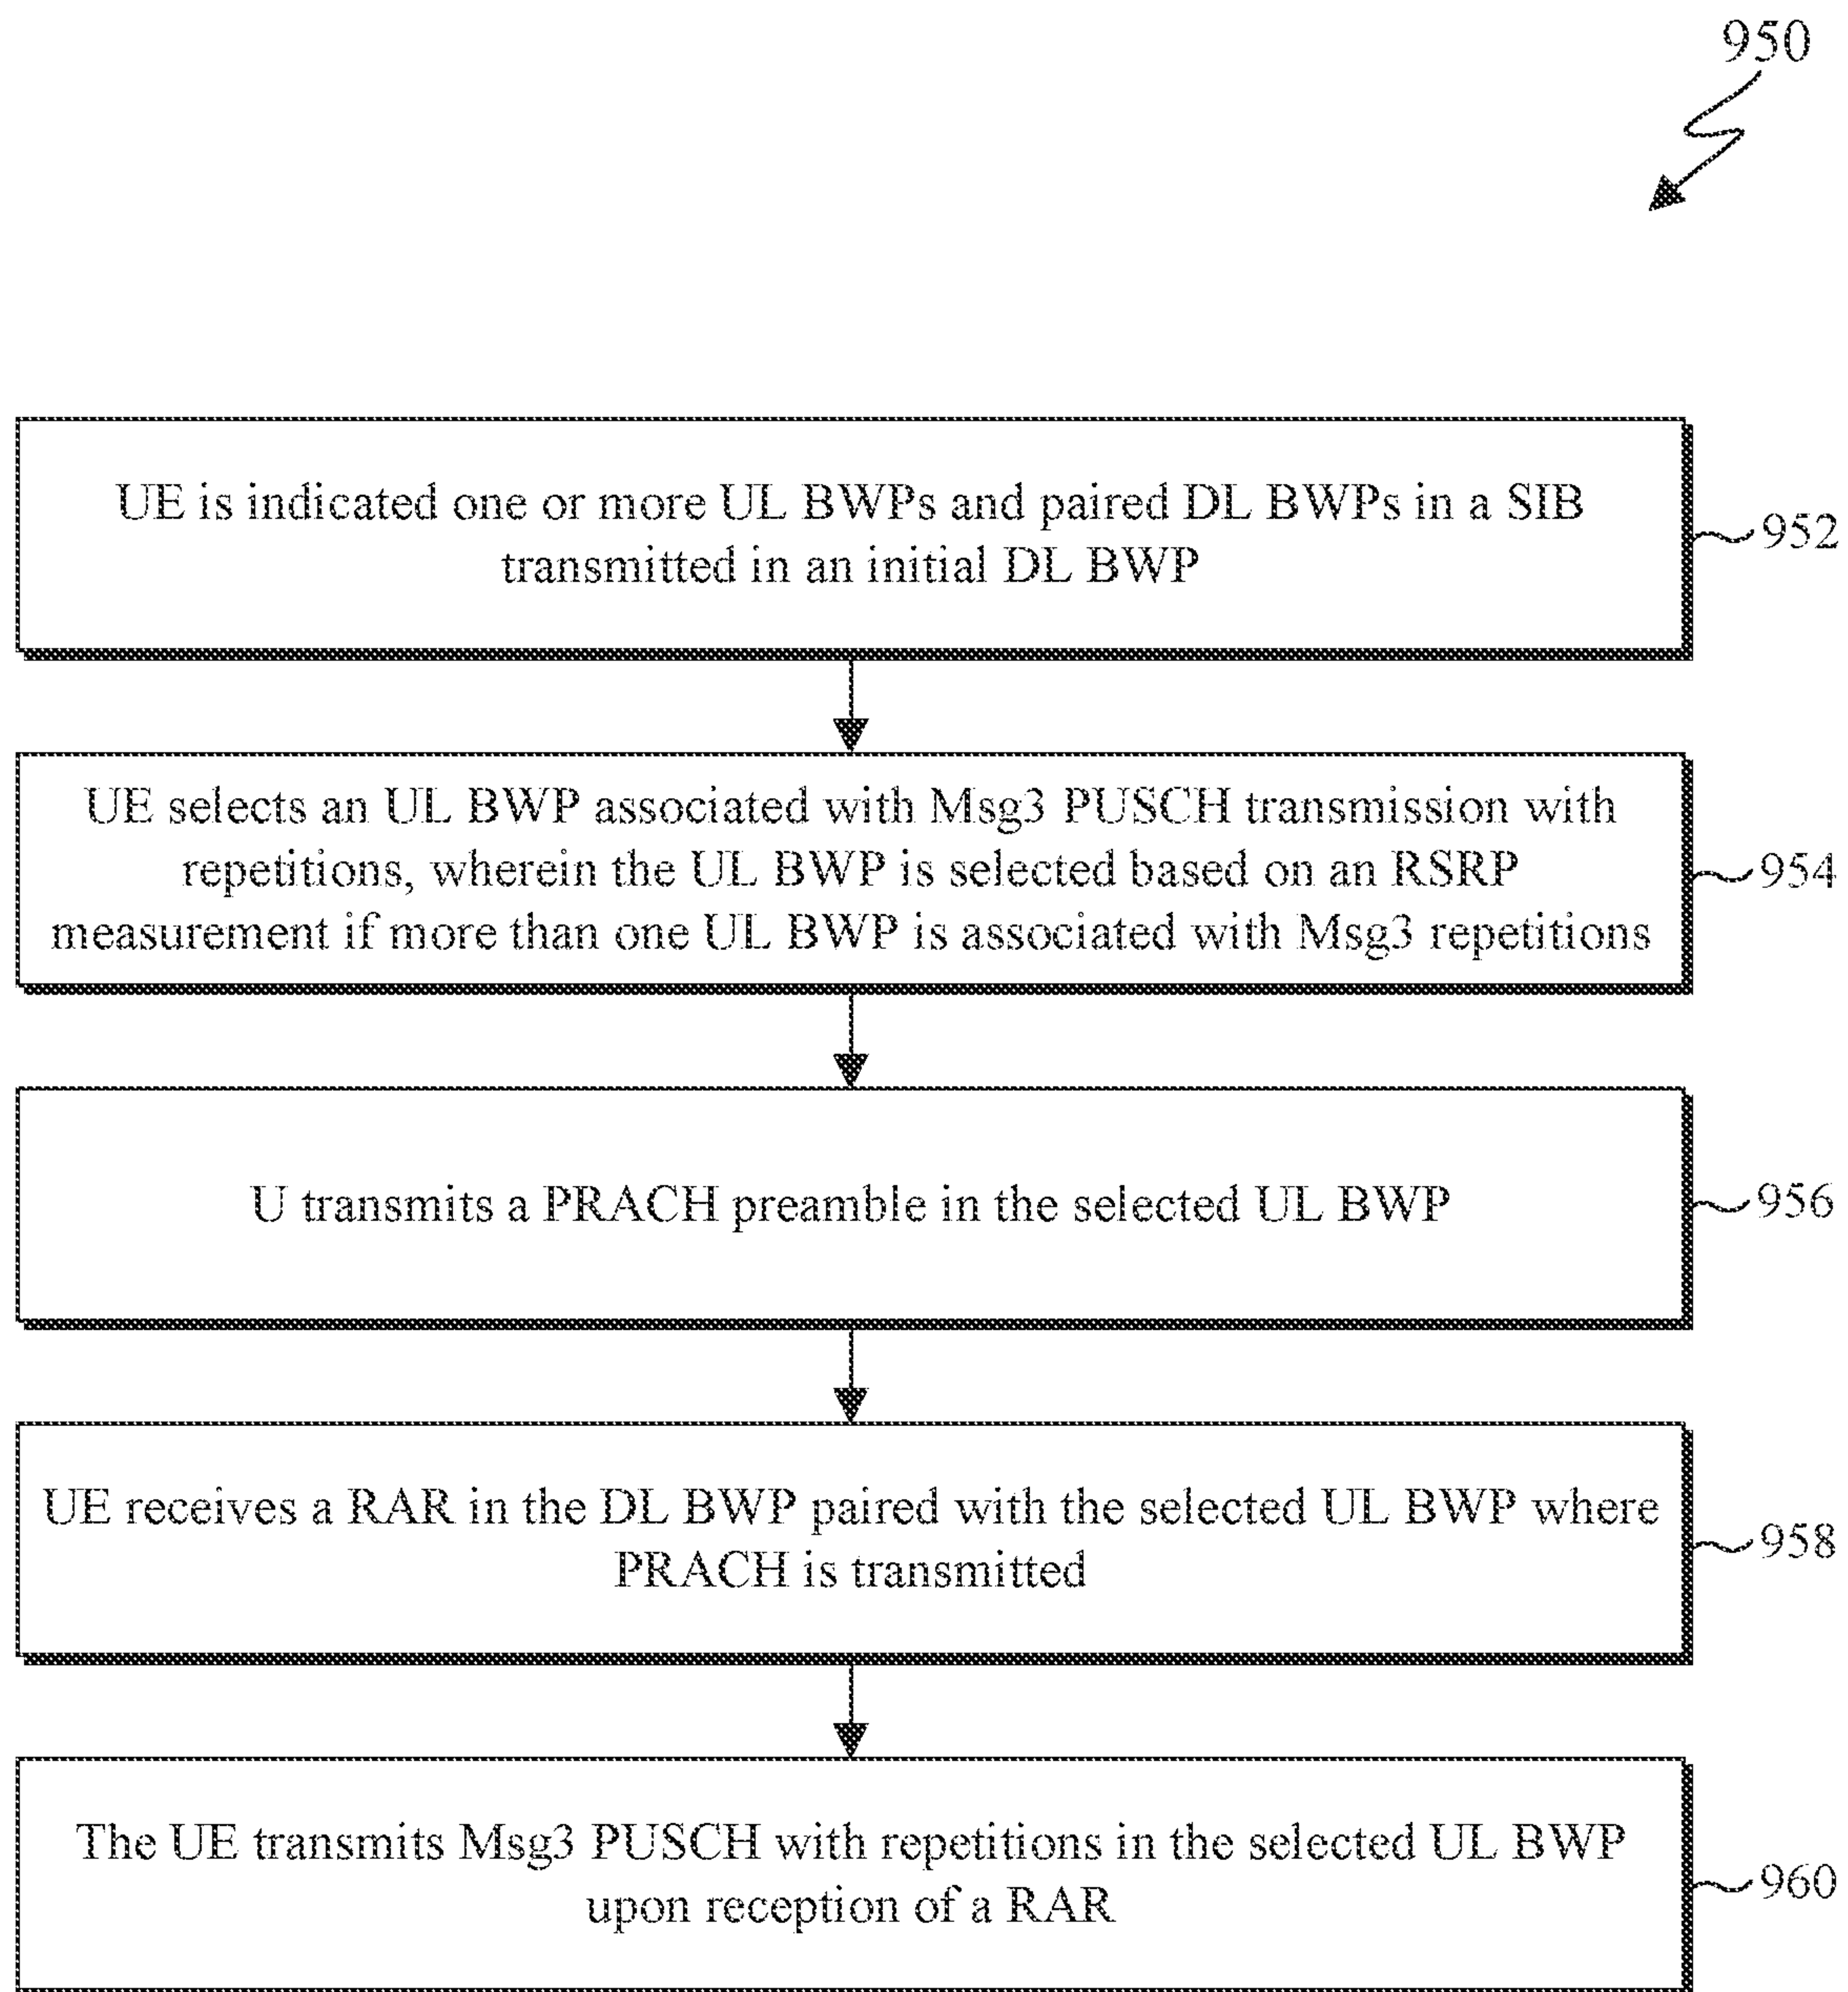 950
UE is indicated one or more UL BWPs and paired DL BWPs in a SIB
transmitted in an initial DL BWP
952
UE selects an UL BWP associated with Msg3 PUSCH transmission with
repetitions, wherein the UL BWP is selected based on an RSRP
measurement if more than one UL BWP is associated with Msg3 repetitions
954
U transmits a PRACH preamble in the selected UL BWP
956
UE receives a RAR in the DL BWP paired with the selected UL BWP where
PRACH is transmitted
958
The UE transmits Msg3 PUSCH with repetitions in the selected UL BWP
upon reception of a RAR
960